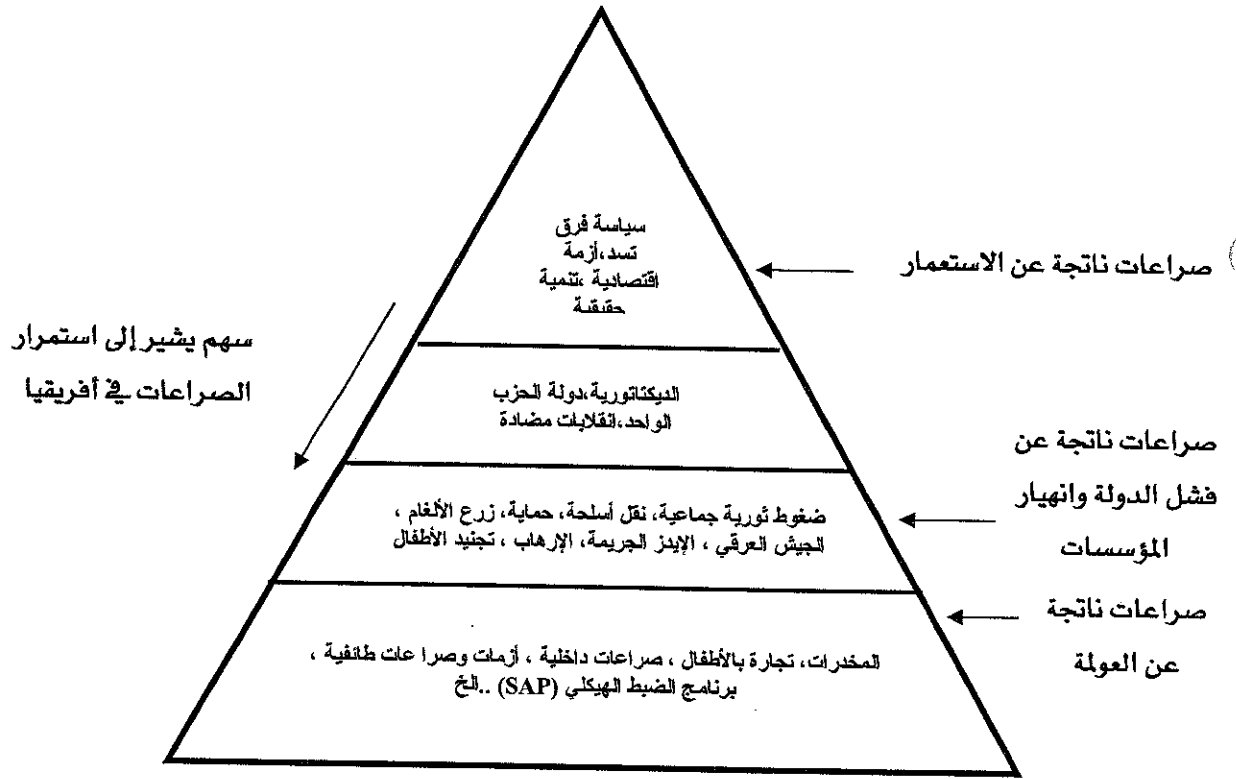 سياسة فرق
تسد،أزمة
اقتصادية ،تنمية
حقيقية
صراعات ناتجة عن الاستعمار
سهم يشير إلى استمرار
الصراعات في أفريقيا
الديكتاتورية،دولة الحزب
الواحد،انقلابات مضادة
صراعات ناتجة عن
فشل الدولة وانهيار
المؤسسات
ضغوط ثورية جماعية، نقل أسلحة، حماية، زرع الألغام ،
الجيش العرقي ، الإيدز الجريمة، الإرهاب ، تجنيد الأطفال
صراعات ناتجة
عن العولمة
المخدرات، تجارة بالأطفال ، صراعات داخلية ، أزمات وصرا عات طائفية ،
برنامج الضبط الهيكلي (SAP) ..الخ